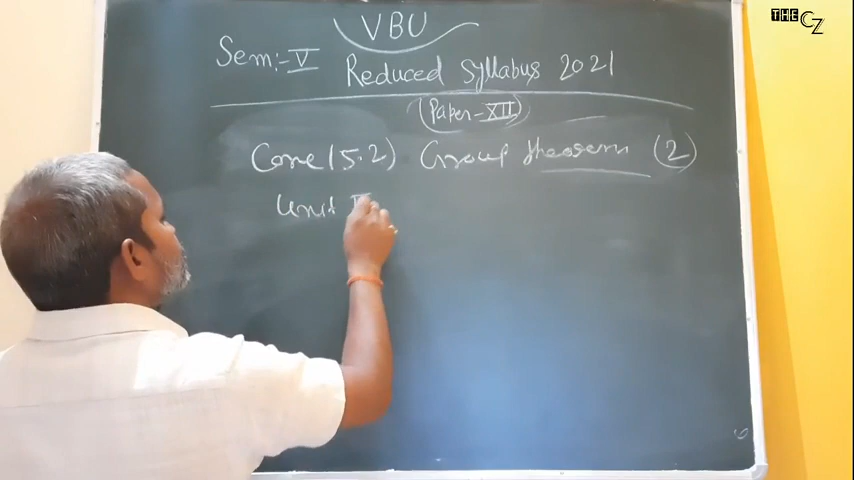 THE CZ
VBU
Sem:- V Reduced Syllabus 2021
(Paper - XII)
Core (5.2) Group theorem (2)
Unit I